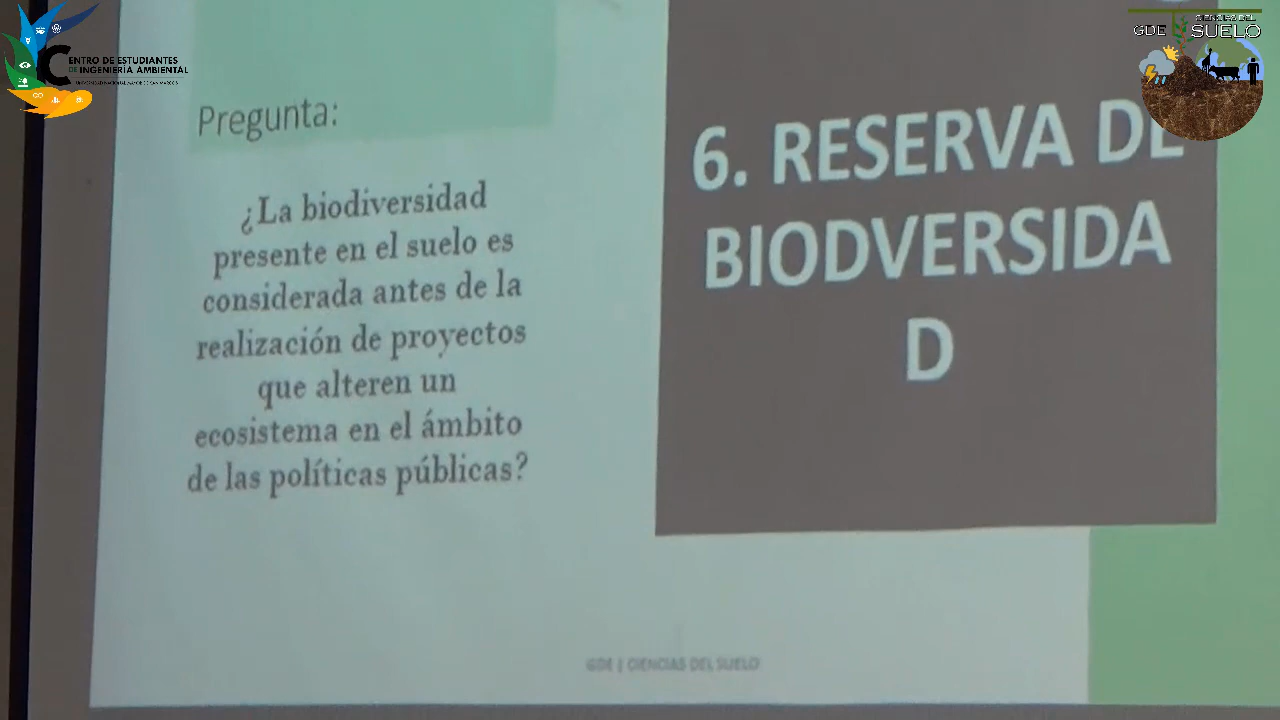 CENTRO DE ESTUDIANTES
DE INGENIERÍA AMBIENTAL
GDE
CIENCIAS DEL
SUELO
Pregunta:
¿La biodiversidad
presente en el suelo es
considerada antes de la
realización de proyectos
que alteren un
ecosistema en el ámbito
de las políticas públicas?
6. RESERVA DE
BIODVERSIDA
D
GDE | CIENCIAS DEL SUELO